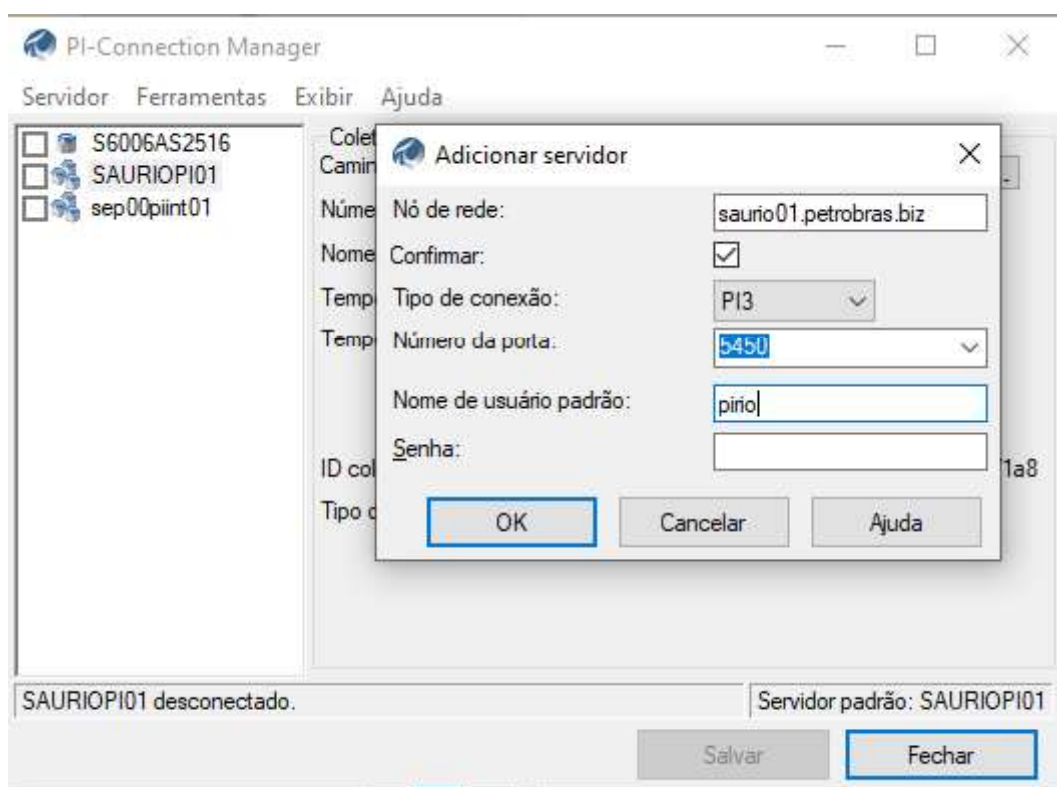 PI-Connection Manager
Servidor Ferramentas Exibir Ajuda
S6006AS2516
SAURIOPI01
sep00piint01
Colet
Camin
Núme
Nome
Temp
Temp
ID col
1a8
Tipo d
Adicionar servidor
Nó de rede: saurio01.petrobras.biz
Confirmar:
Tipo de conexão: PI3
Número da porta: 5450
Nome de usuário padrão: pirio
Senha:
OK Cancelar Ajuda
SAURIOPI01 desconectado. Servidor padrão: SAURIOPI01
Salvar Fechar